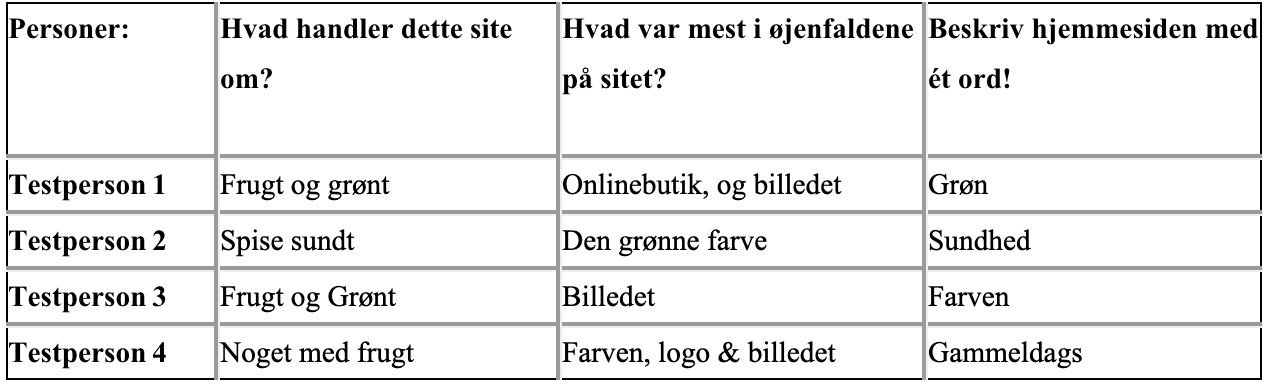 Personer: Hvad handler dette site om? Hvad var mest i øjenfaldene på sitet? Beskriv hjemmesiden med ét ord!
Testperson 1 Frugt og grønt Onlinebutik, og billedet Grøn
Testperson 2 Spise sundt Den grønne farve Sundhed
Testperson 3 Frugt og Grønt Billedet Farven
Testperson 4 Noget med frugt Farven, logo & billedet Gammeldags